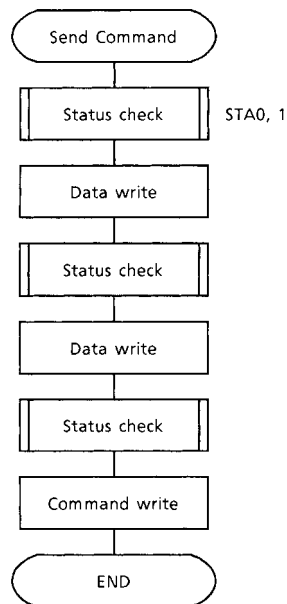 Send Command
Status check STA0, 1
Data write
Status check
Data write
Status check
Command write
END